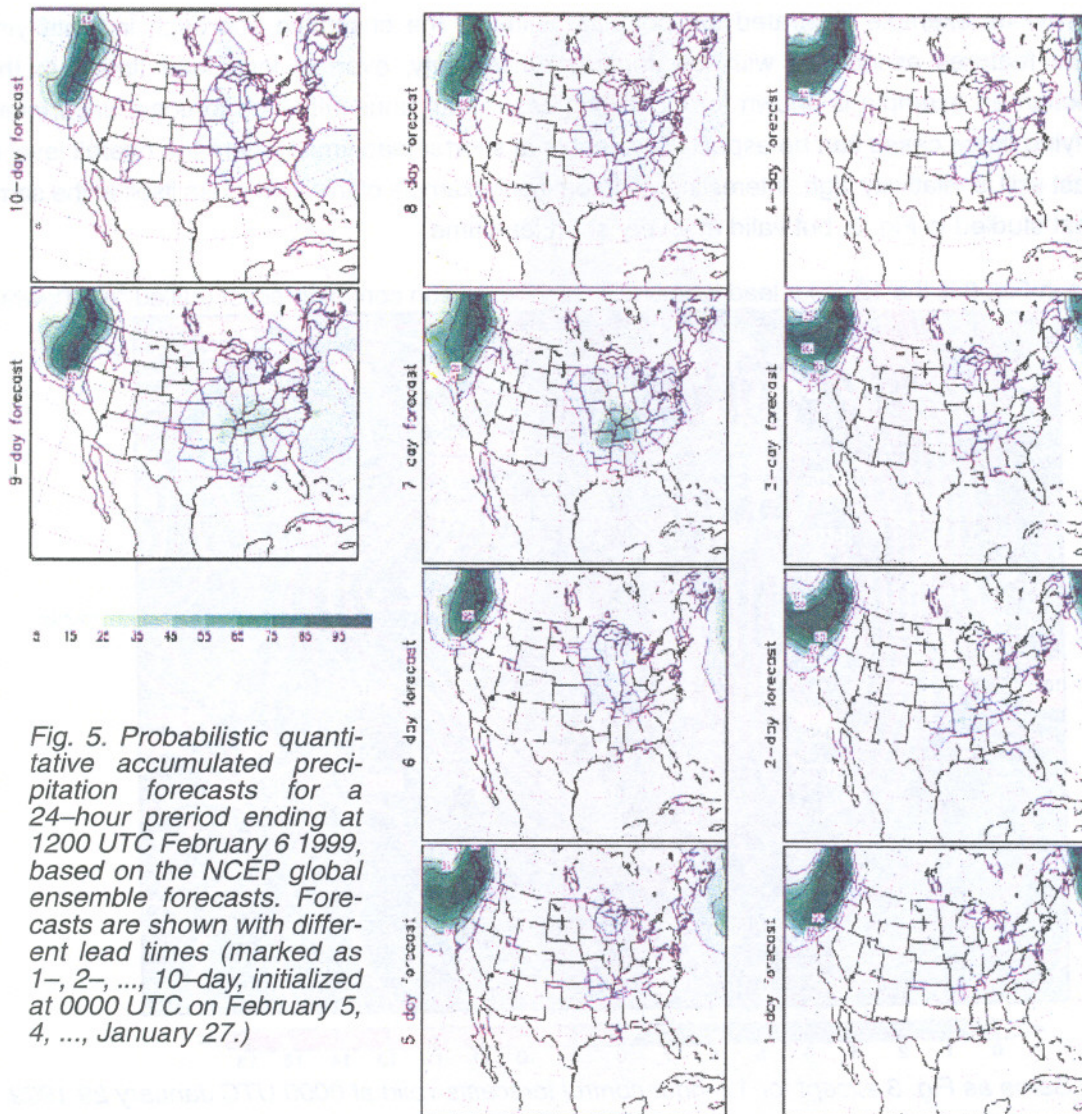 10-day forecast
9-day forecast
8 day forecast
7 cay forecast
6 day forecast
5 day forecast
4-day forecast
3-day forecast
2-day forecast
1-day forecast
5 15 25 35 45 55 65 75 85 95
Fig. 5. Probabilistic quanti-
tative accumulated preci-
pitation forecasts for a
24–hour preriod ending at
1200 UTC February 6 1999,
based on the NCEP global
ensemble forecasts. Fore-
casts are shown with differ-
ent lead times (marked as
1–, 2–, ..., 10–day, initialized
at 0000 UTC on February 5,
4, ..., January 27.)